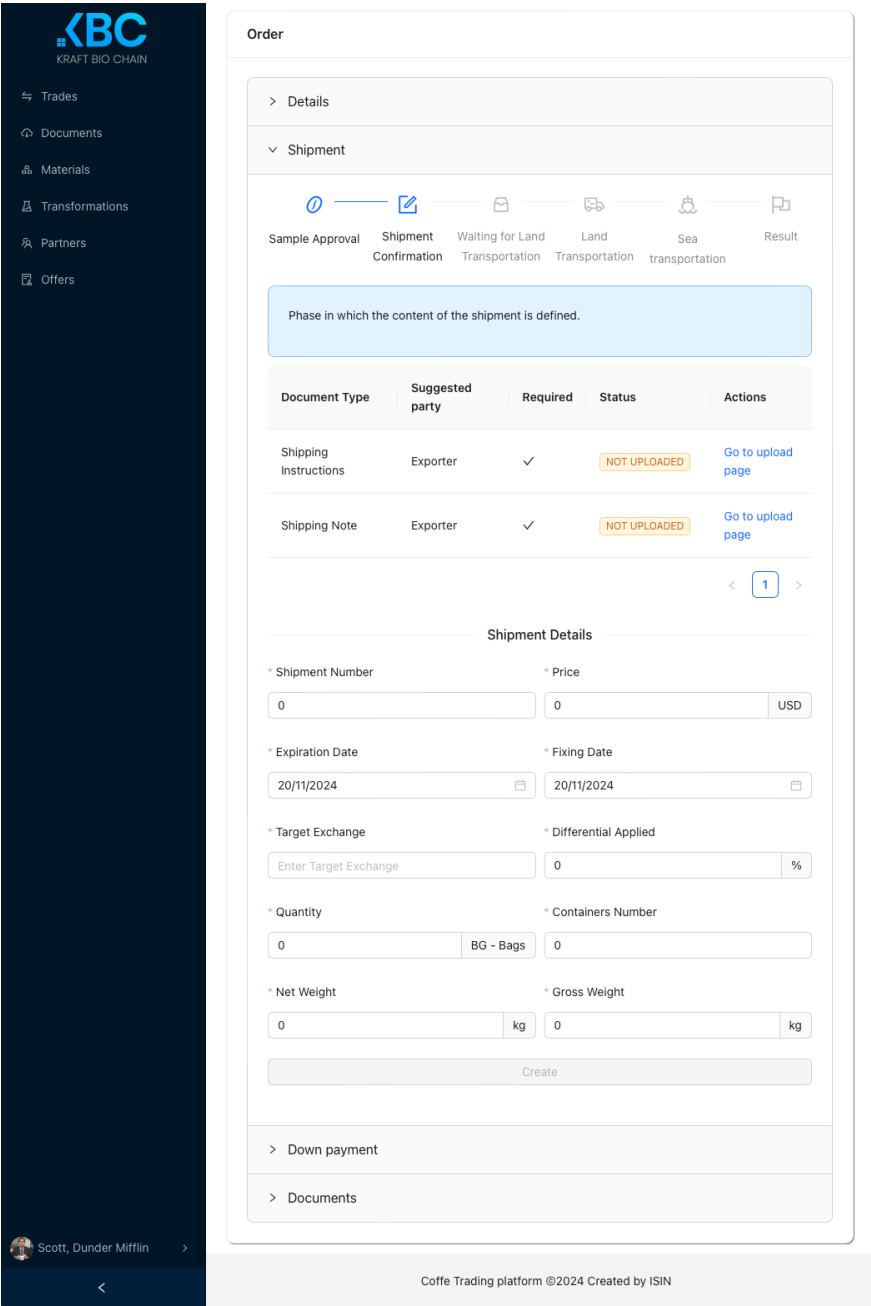 KBC
KRAFT BIO CHAIN
Trades
Documents
Materials
Transformations
Partners
Offers
Scott, Dunder Mifflin
Order
Details
Shipment
Sample Approval
Shipment
Confirmation
Waiting for Land
Transportation
Land
Transportation
Sea
transportation
Result
Phase in which the content of the shipment is defined.
Document Type
Suggested
party
Required
Status
Actions
Shipping
Instructions
Exporter
NOT UPLOADED
Go to upload
page
Shipping Note
Exporter
NOT UPLOADED
Go to upload
page
< 1 >
Shipment Details
* Shipment Number
0
* Price
0 USD
* Expiration Date
20/11/2024
* Fixing Date
20/11/2024
* Target Exchange
Enter Target Exchange
* Differential Applied
0 %
* Quantity
0 BG - Bags
* Containers Number
0
* Net Weight
0 kg
* Gross Weight
0 kg
Create
Down payment
Documents
Coffe Trading platform ©2024 Created by ISIN